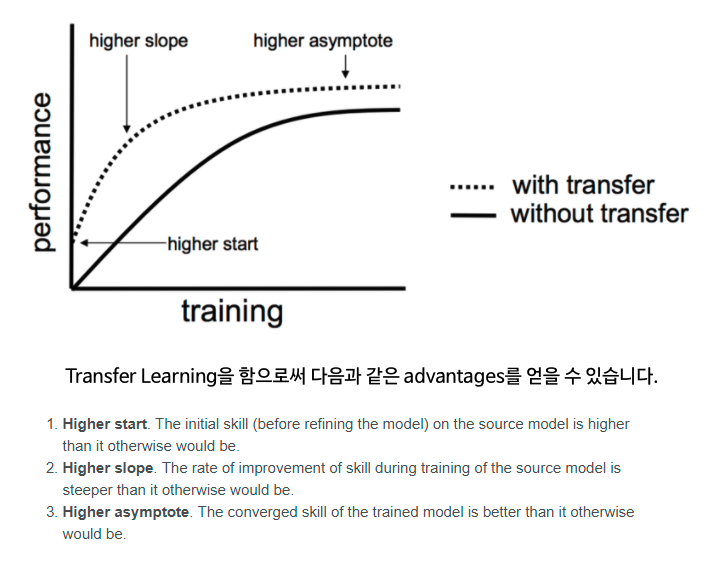 higher slope
higher asymptote
performance
with transfer
without transfer
higher start
training
Transfer Learning을 함으로써 다음과 같은 advantages를 얻을 수 있습니다.
1. Higher start. The initial skill (before refining the model) on the source model is higher
than it otherwise would be.
2. Higher slope. The rate of improvement of skill during training of the source model is
steeper than it otherwise would be.
3. Higher asymptote. The converged skill of the trained model is better than it otherwise
would be.